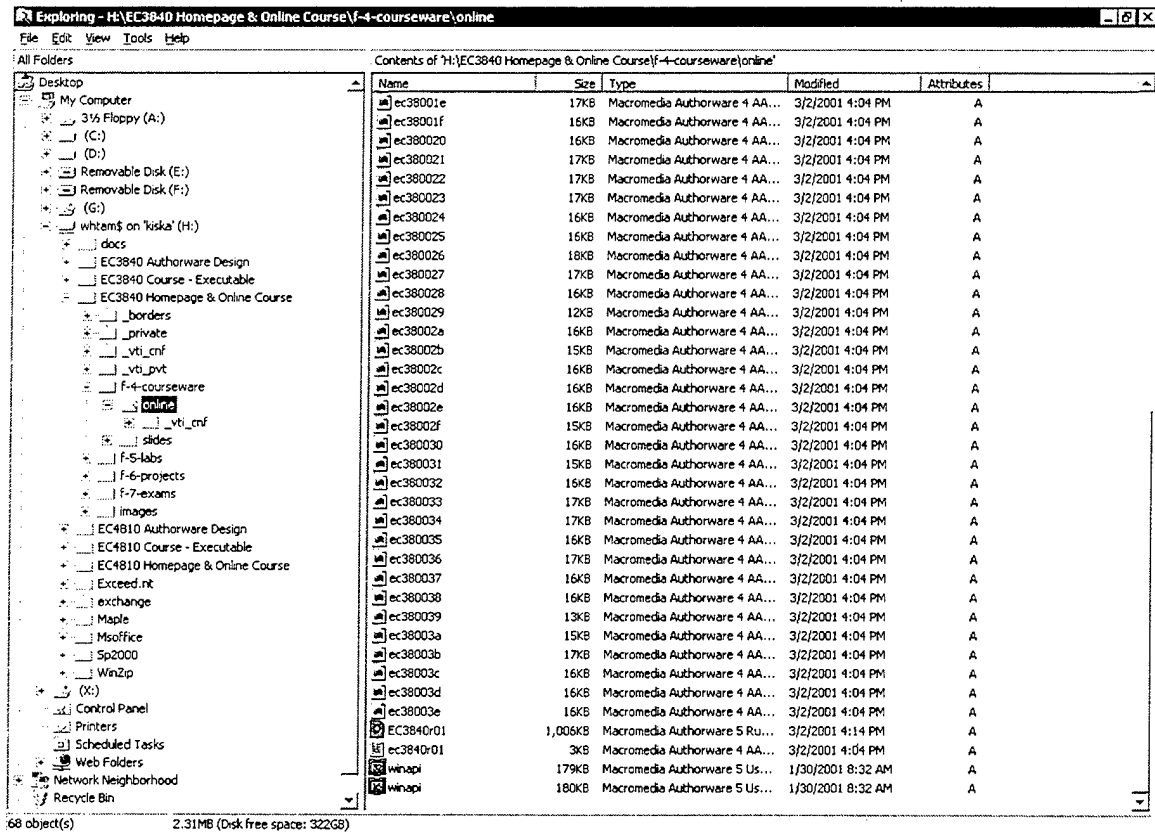 Exploring - H:\EC3840 Homepage & Online Course\f-4-courseware\online
File Edit View Tools Help
All Folders
Contents of 'H:\EC3840 Homepage & Online Course\f-4-courseware\online'
Desktop
My Computer
3½ Floppy (A:)
(C:)
(D:)
Removable Disk (E:)
Removable Disk (F:)
(G:)
whtam$ on 'kiska' (H:)
docs
EC3840 Authorware Design
EC3840 Course - Executable
EC3840 Homepage & Online Course
_borders
_private
_vti_cnf
_vti_pvt
f-4-courseware
online
_vti_cnf
slides
f-5-labs
f-6-projects
f-7-exams
images
EC4810 Authorware Design
EC4810 Course - Executable
EC4810 Homepage & Online Course
Exceed.nt
exchange
Maple
Msoffice
Sp2000
WinZip
(X:)
Control Panel
Printers
Scheduled Tasks
Web Folders
Network Neighborhood
Recycle Bin
Name Size Type Modified Attributes
ec38001e 17KB Macromedia Authorware 4 AA... 3/2/2001 4:04 PM A
ec38001f 16KB Macromedia Authorware 4 AA... 3/2/2001 4:04 PM A
ec380020 16KB Macromedia Authorware 4 AA... 3/2/2001 4:04 PM A
ec380021 17KB Macromedia Authorware 4 AA... 3/2/2001 4:04 PM A
ec380022 17KB Macromedia Authorware 4 AA... 3/2/2001 4:04 PM A
ec380023 17KB Macromedia Authorware 4 AA... 3/2/2001 4:04 PM A
ec380024 16KB Macromedia Authorware 4 AA... 3/2/2001 4:04 PM A
ec380025 16KB Macromedia Authorware 4 AA... 3/2/2001 4:04 PM A
ec380026 18KB Macromedia Authorware 4 AA... 3/2/2001 4:04 PM A
ec380027 17KB Macromedia Authorware 4 AA... 3/2/2001 4:04 PM A
ec380028 16KB Macromedia Authorware 4 AA... 3/2/2001 4:04 PM A
ec380029 12KB Macromedia Authorware 4 AA... 3/2/2001 4:04 PM A
ec38002a 16KB Macromedia Authorware 4 AA... 3/2/2001 4:04 PM A
ec38002b 15KB Macromedia Authorware 4 AA... 3/2/2001 4:04 PM A
ec38002c 16KB Macromedia Authorware 4 AA... 3/2/2001 4:04 PM A
ec38002d 16KB Macromedia Authorware 4 AA... 3/2/2001 4:04 PM A
ec38002e 16KB Macromedia Authorware 4 AA... 3/2/2001 4:04 PM A
ec38002f 15KB Macromedia Authorware 4 AA... 3/2/2001 4:04 PM A
ec380030 16KB Macromedia Authorware 4 AA... 3/2/2001 4:04 PM A
ec380031 15KB Macromedia Authorware 4 AA... 3/2/2001 4:04 PM A
ec380032 16KB Macromedia Authorware 4 AA... 3/2/2001 4:04 PM A
ec380033 17KB Macromedia Authorware 4 AA... 3/2/2001 4:04 PM A
ec380034 17KB Macromedia Authorware 4 AA... 3/2/2001 4:04 PM A
ec380035 16KB Macromedia Authorware 4 AA... 3/2/2001 4:04 PM A
ec380036 17KB Macromedia Authorware 4 AA... 3/2/2001 4:04 PM A
ec380037 16KB Macromedia Authorware 4 AA... 3/2/2001 4:04 PM A
ec380038 16KB Macromedia Authorware 4 AA... 3/2/2001 4:04 PM A
ec380039 13KB Macromedia Authorware 4 AA... 3/2/2001 4:04 PM A
ec38003a 15KB Macromedia Authorware 4 AA... 3/2/2001 4:04 PM A
ec38003b 17KB Macromedia Authorware 4 AA... 3/2/2001 4:04 PM A
ec38003c 16KB Macromedia Authorware 4 AA... 3/2/2001 4:04 PM A
ec38003d 16KB Macromedia Authorware 4 AA... 3/2/2001 4:04 PM A
ec38003e 16KB Macromedia Authorware 4 AA... 3/2/2001 4:04 PM A
EC3840r01 1,006KB Macromedia Authorware 5 Ru... 3/2/2001 4:14 PM A
ec3840r01 3KB Macromedia Authorware 4 AA... 3/2/2001 4:04 PM A
winapi 179KB Macromedia Authorware 5 Us... 1/30/2001 8:32 AM A
winapi 180KB Macromedia Authorware 5 Us... 1/30/2001 8:32 AM A
68 object(s) 2.31MB (Disk free space: 322GB)